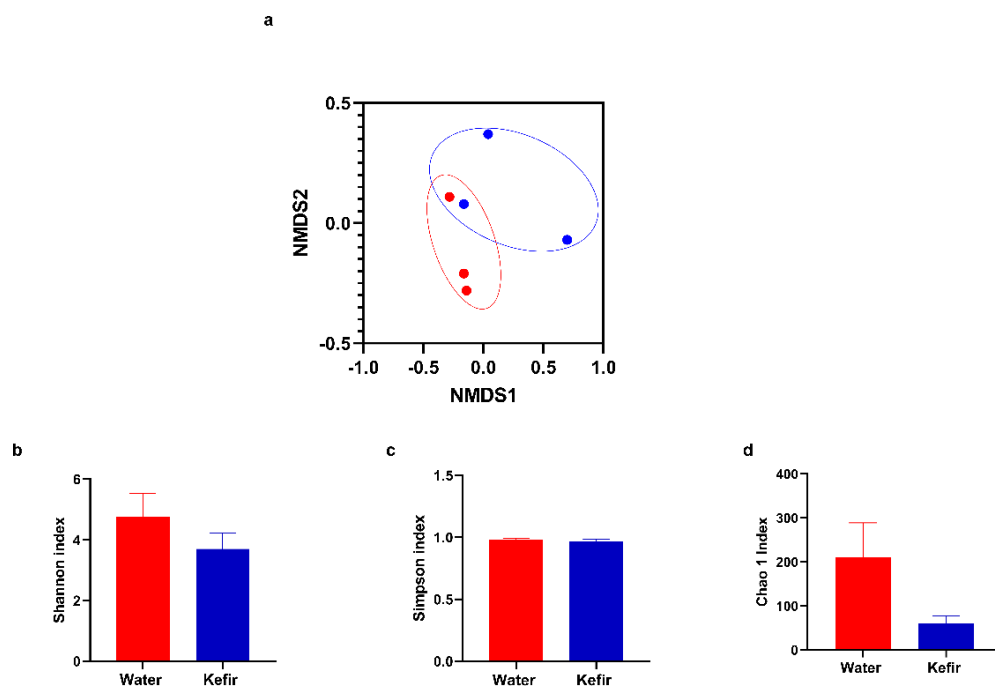 a
0.5
0.0
-0.5
NMDS2
-1.0 -0.5 0.0 0.5 1.0
NMDS1
b
6
4
2
0
Shannon index
Water Kefir
c
1.5
1.0
0.5
0.0
Simpson index
Water Kefir
d
400
300
200
100
0
Chao 1 Index
Water Kefir